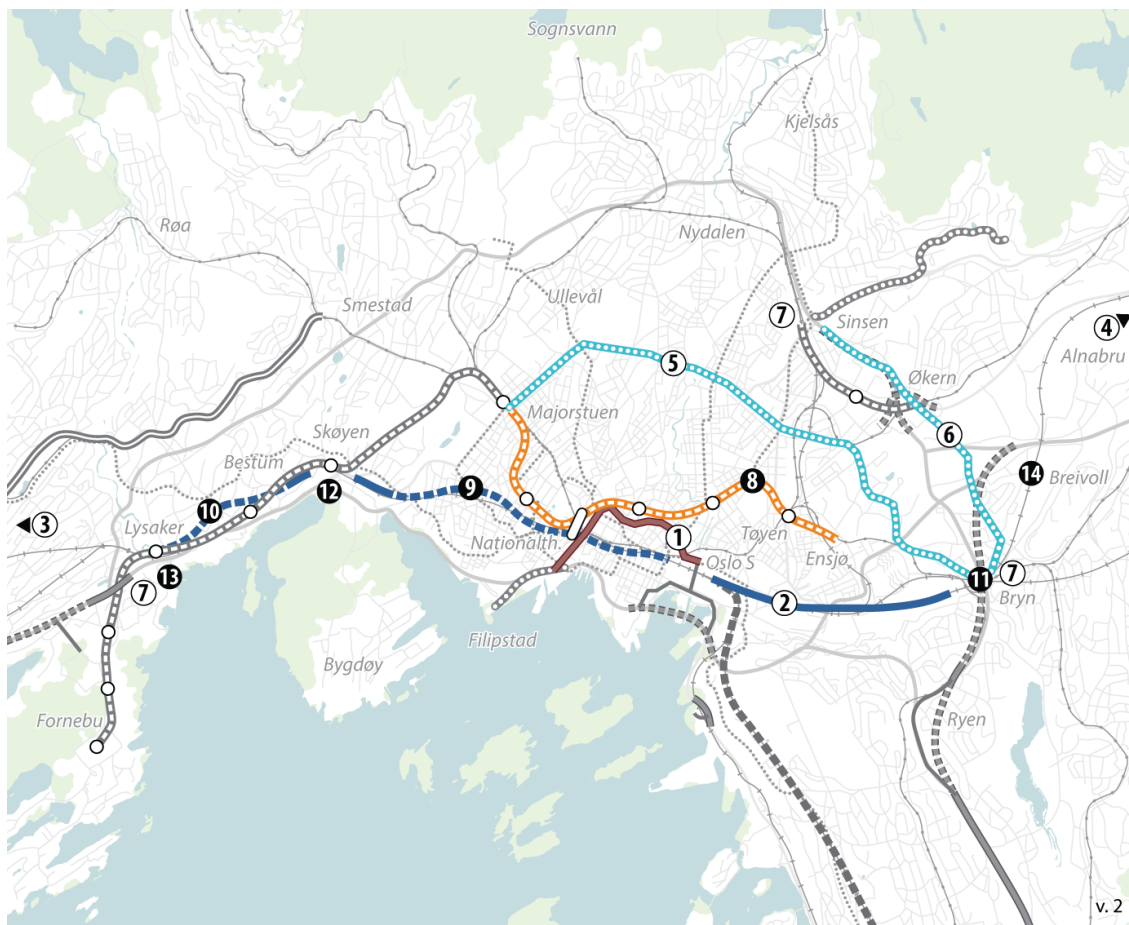 Sognsvann
Kjelsås
Røa
Nydalen
Smestad
Ullevål
7
Sinsen
4
Alnabru
5
Økern
Majorstuen
Skøyen
6
Bestum
9
8
14
Breivoll
12
10
3
Lysaker
Nationalth.
1
Tøyen
Oslo S
Ensjø
7
13
11
7
Bryn
2
Filipstad
Bygdøy
Fornebu
Ryen
v. 2